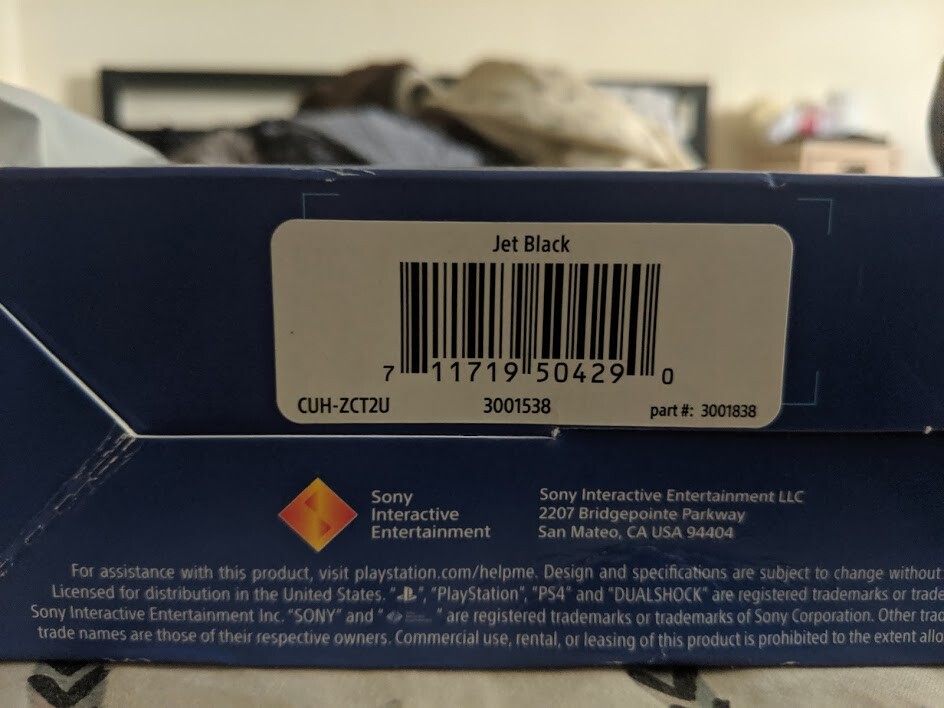 Jet Black
7 11719 50429 0
CUH-ZCT2U 3001538 part #: 3001838
Sony
Interactive
Entertainment
Sony Interactive Entertainment LLC
2207 Bridgepointe Parkway
San Mateo, CA USA 94404
For assistance with this product, visit playstation.com/helpme. Design and specifications are subject to change without
Licensed for distribution in the United States. " ", "PlayStation", "PS4" and "DUALSHOCK" are registered trademarks or trade
Sony Interactive Entertainment Inc. "SONY" and " " are registered trademarks or trademarks of Sony Corporation. Other trad
trade names are those of their respective owners. Commercial use, rental, or leasing of this product is prohibited to the extent allo